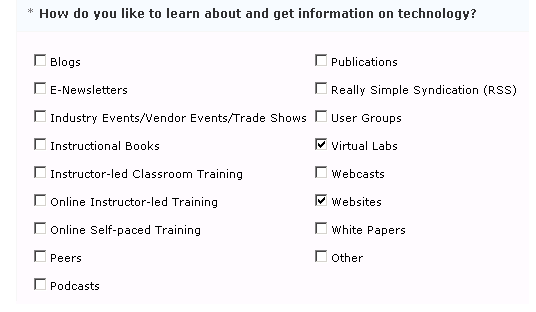 * How do you like to learn about and get information on technology?
Blogs
E-Newsletters
Industry Events/Vendor Events/Trade Shows
Instructional Books
Instructor-led Classroom Training
Online Instructor-led Training
Online Self-paced Training
Peers
Podcasts
Publications
Really Simple Syndication (RSS)
User Groups
Virtual Labs
Webcasts
Websites
White Papers
Other